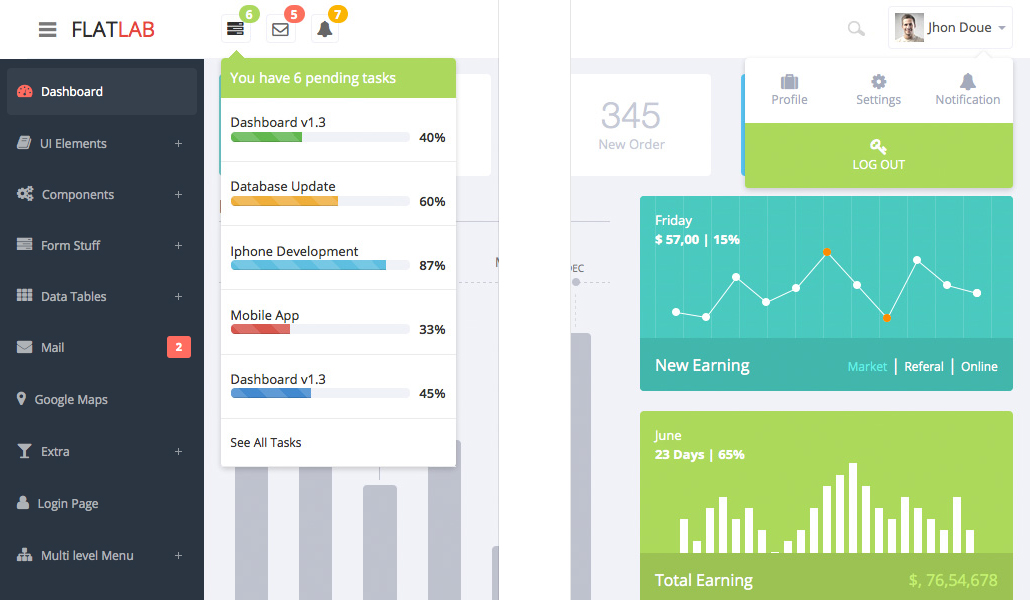 FLATLAB
6
5
7
Jhon Doue
Dashboard
UI Elements +
Components +
Form Stuff +
Data Tables +
Mail 2
Google Maps
Extra +
Login Page
Multi level Menu +
You have 6 pending tasks
Dashboard v1.3
40%
Database Update
60%
Iphone Development
87%
Mobile App
33%
Dashboard v1.3
45%
See All Tasks
345
New Order
DEC
Profile Settings Notification
LOG OUT
Friday
$ 57,00 | 15%
New Earning Market | Referal | Online
June
23 Days | 65%
Total Earning $, 76,54,678